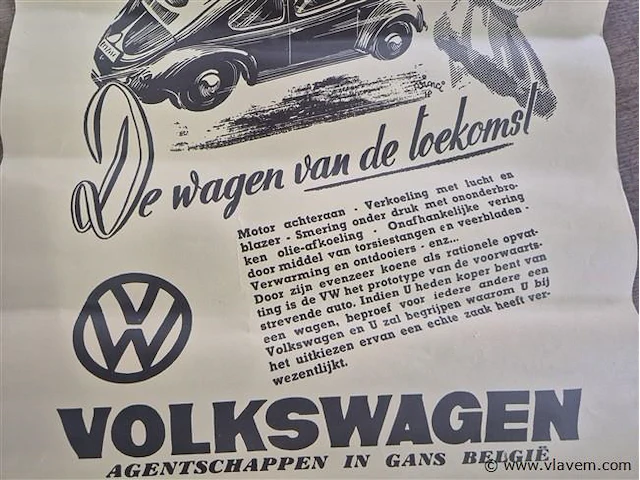 De wagen van de toekomst
Motor achteraan - Verkoeling met lucht en
blazer - Smering onder druk met ononderbro-
ken olie-afkoeling - Onafhankelijke vering
door middel van torsiestangen en veerbladen -
Verwarming en ontdooiers - enz...
Door zijn evenzeer koene als rationele opvat-
ting is de VW het prototype van de voorwaarts-
strevende auto. Indien U heden koper bent van
een wagen, beproef voor iedere andere een
Volkswagen en U zal begrijpen waarom U bij
het uitkiezen ervan een echte zaak heeft ver-
wezentlijkt.
VW
VOLKSWAGEN
AGENTSCHAPPEN IN GANS BELGIË
© www.vlavem.com